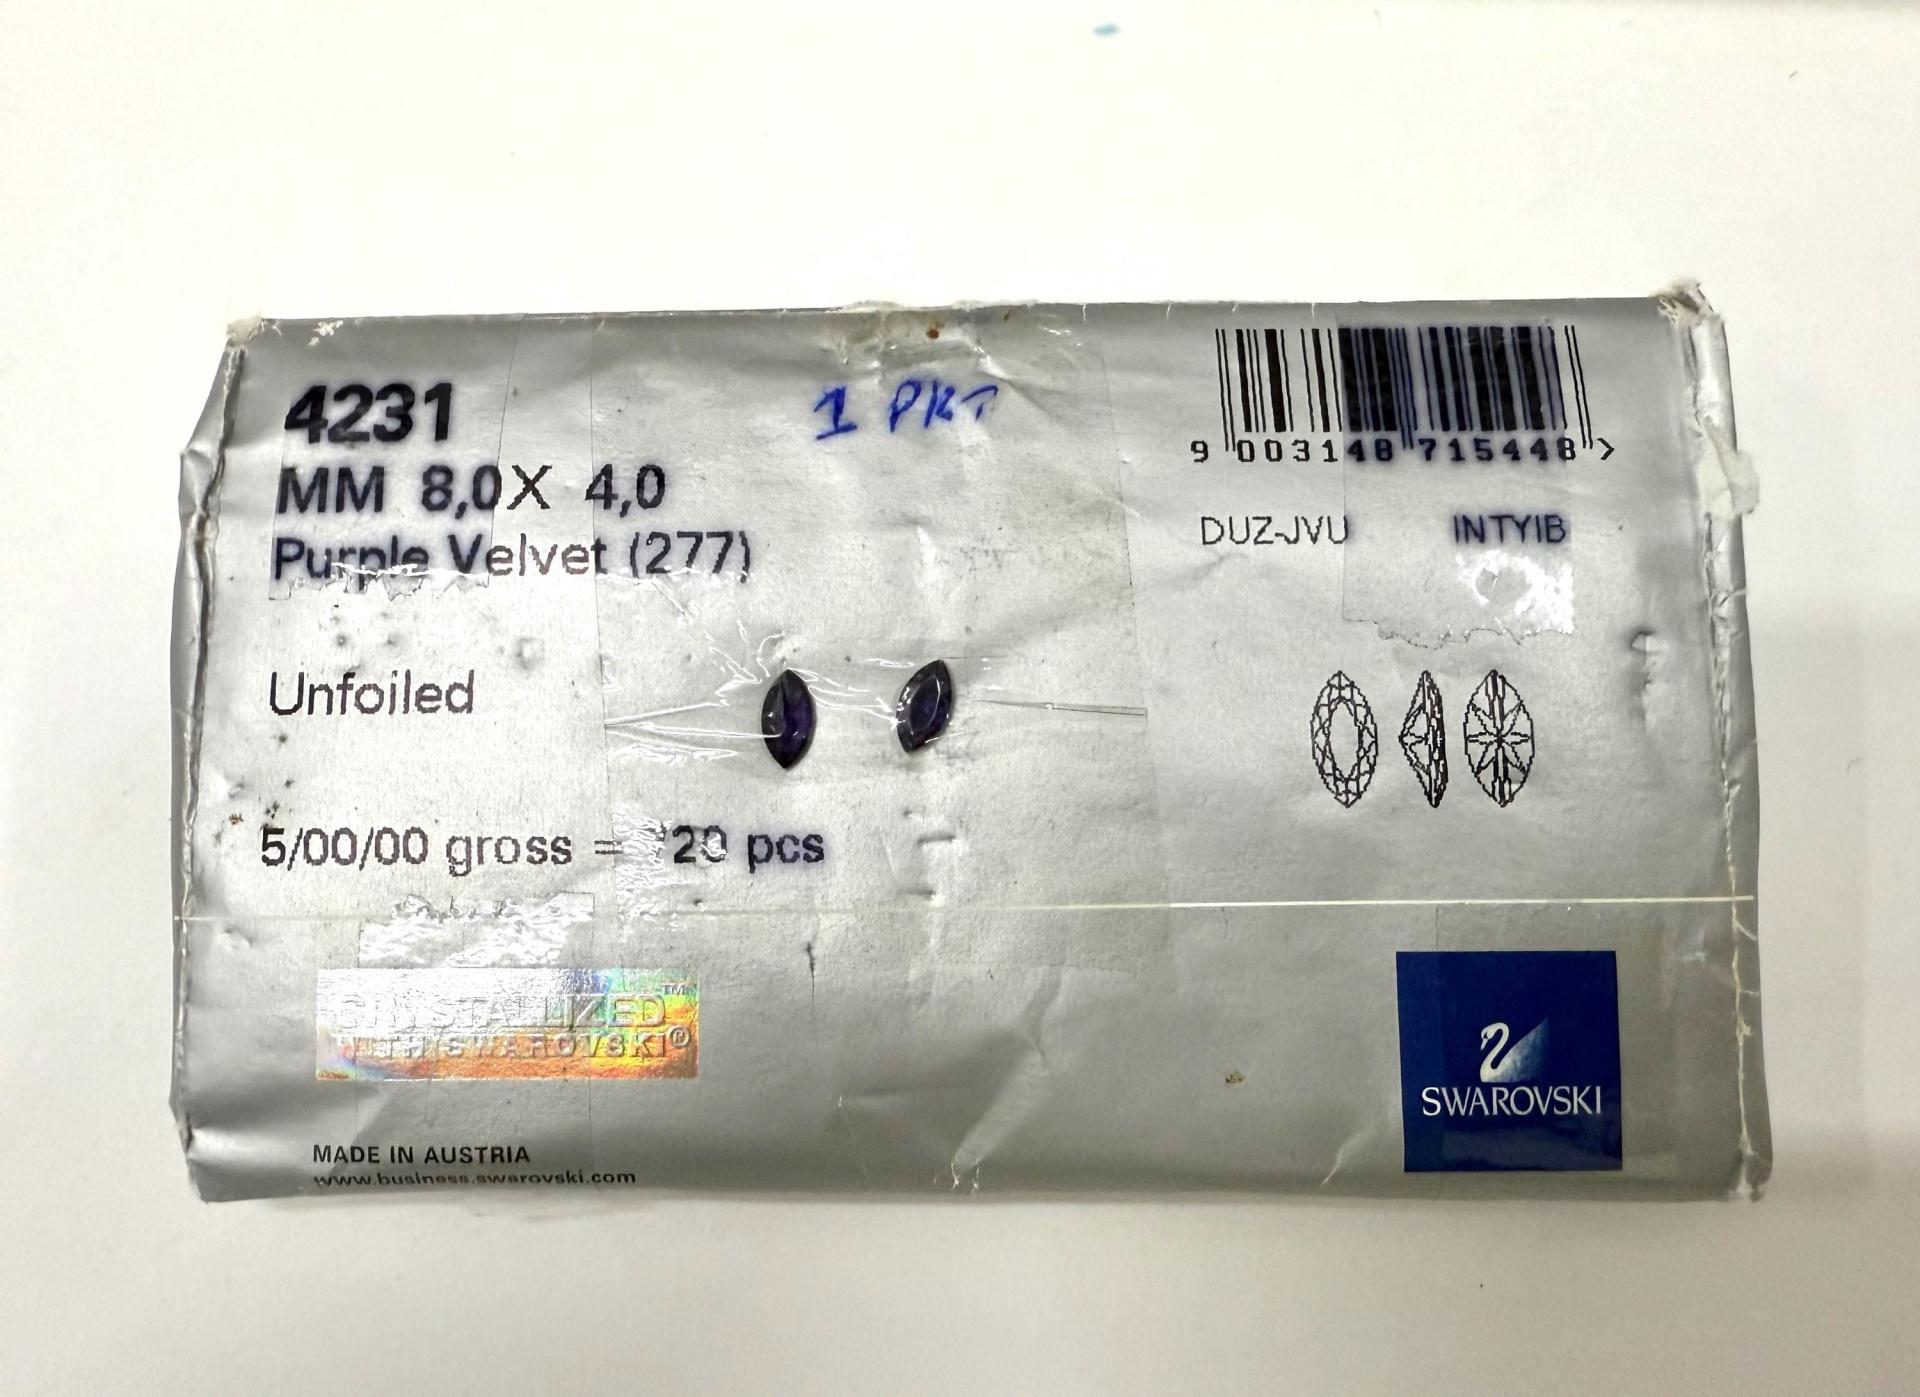 4231
1 PKT
MM 8,0X 4,0
Purple Velvet (277)
9 003148 715448 >
DUZ-JVU INTYIB
Unfoiled
5/00/00 gross = 720 pcs
CRYSTALLIZED™
WITH SWAROVSKI®
SWAROVSKI
MADE IN AUSTRIA
www.business.swarovski.com